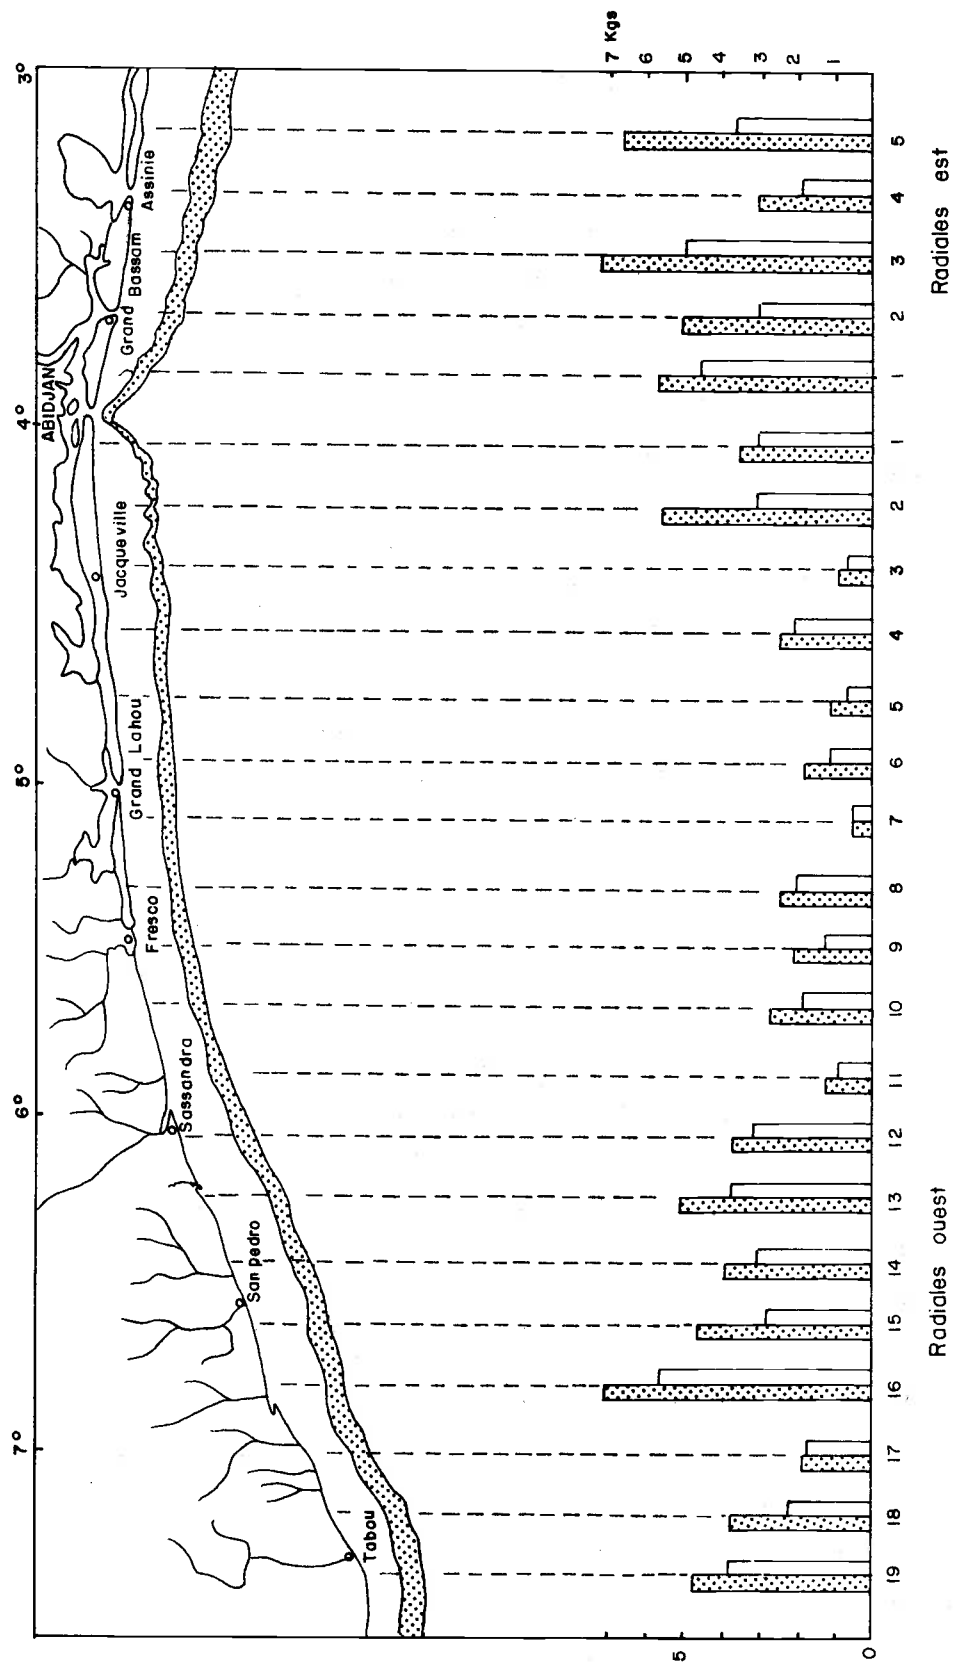 7° 6° 5° 4° 3°
ABIDJAN
Tabou
San pedro
Sassandra
Fresco
Grand Lahou
Jacqueville
Grand Bassam
Assinie
7 Kgs
6
5
4
3
2
1
5
0
19 18 17 16 15 14 13 12 11 10 9 8 7 6 5 4 3 2 1 1 2 3 4 5
Radiales ouest
Radiales est